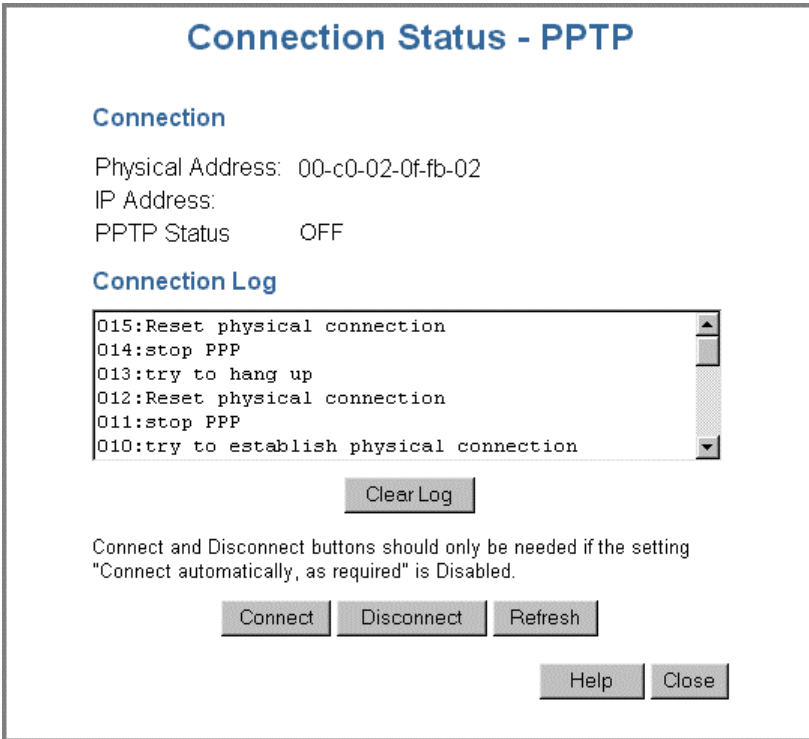 Connection Status - PPTP
Connection
Physical Address: 00-c0-02-0f-fb-02
IP Address:
PPTP Status OFF
Connection Log
015:Reset physical connection
014:stop PPP
013:try to hang up
012:Reset physical connection
011:stop PPP
010:try to establish physical connection
Clear Log
Connect and Disconnect buttons should only be needed if the setting
"Connect automatically, as required" is Disabled.
Connect Disconnect Refresh
Help Close